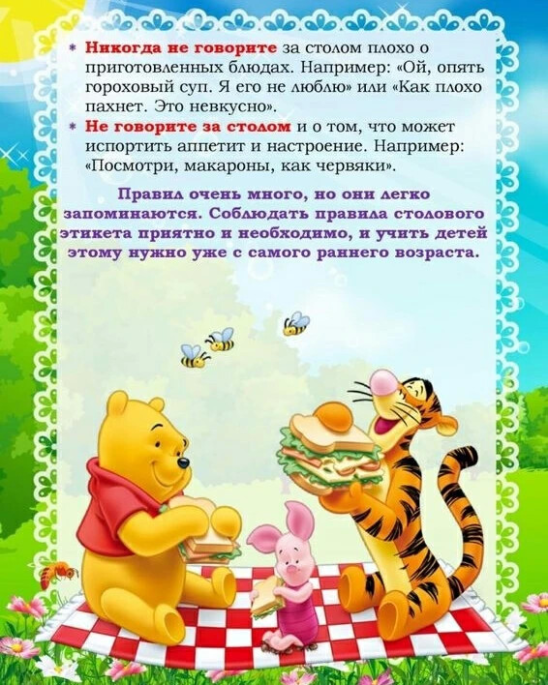 * Никогда не говорите за столом плохо о
приготовленных блюдах. Например: «Ой, опять
гороховый суп. Я его не люблю» или «Как плохо
пахнет. Это невкусно».
* Не говорите за столом и о том, что может
испортить аппетит и настроение. Например:
«Посмотри, макароны, как червяки».
Правил очень много, но они легко
запоминаются. Соблюдать правила столового
этикета приятно и необходимо, и учить детей
этому нужно уже с самого раннего возраста.